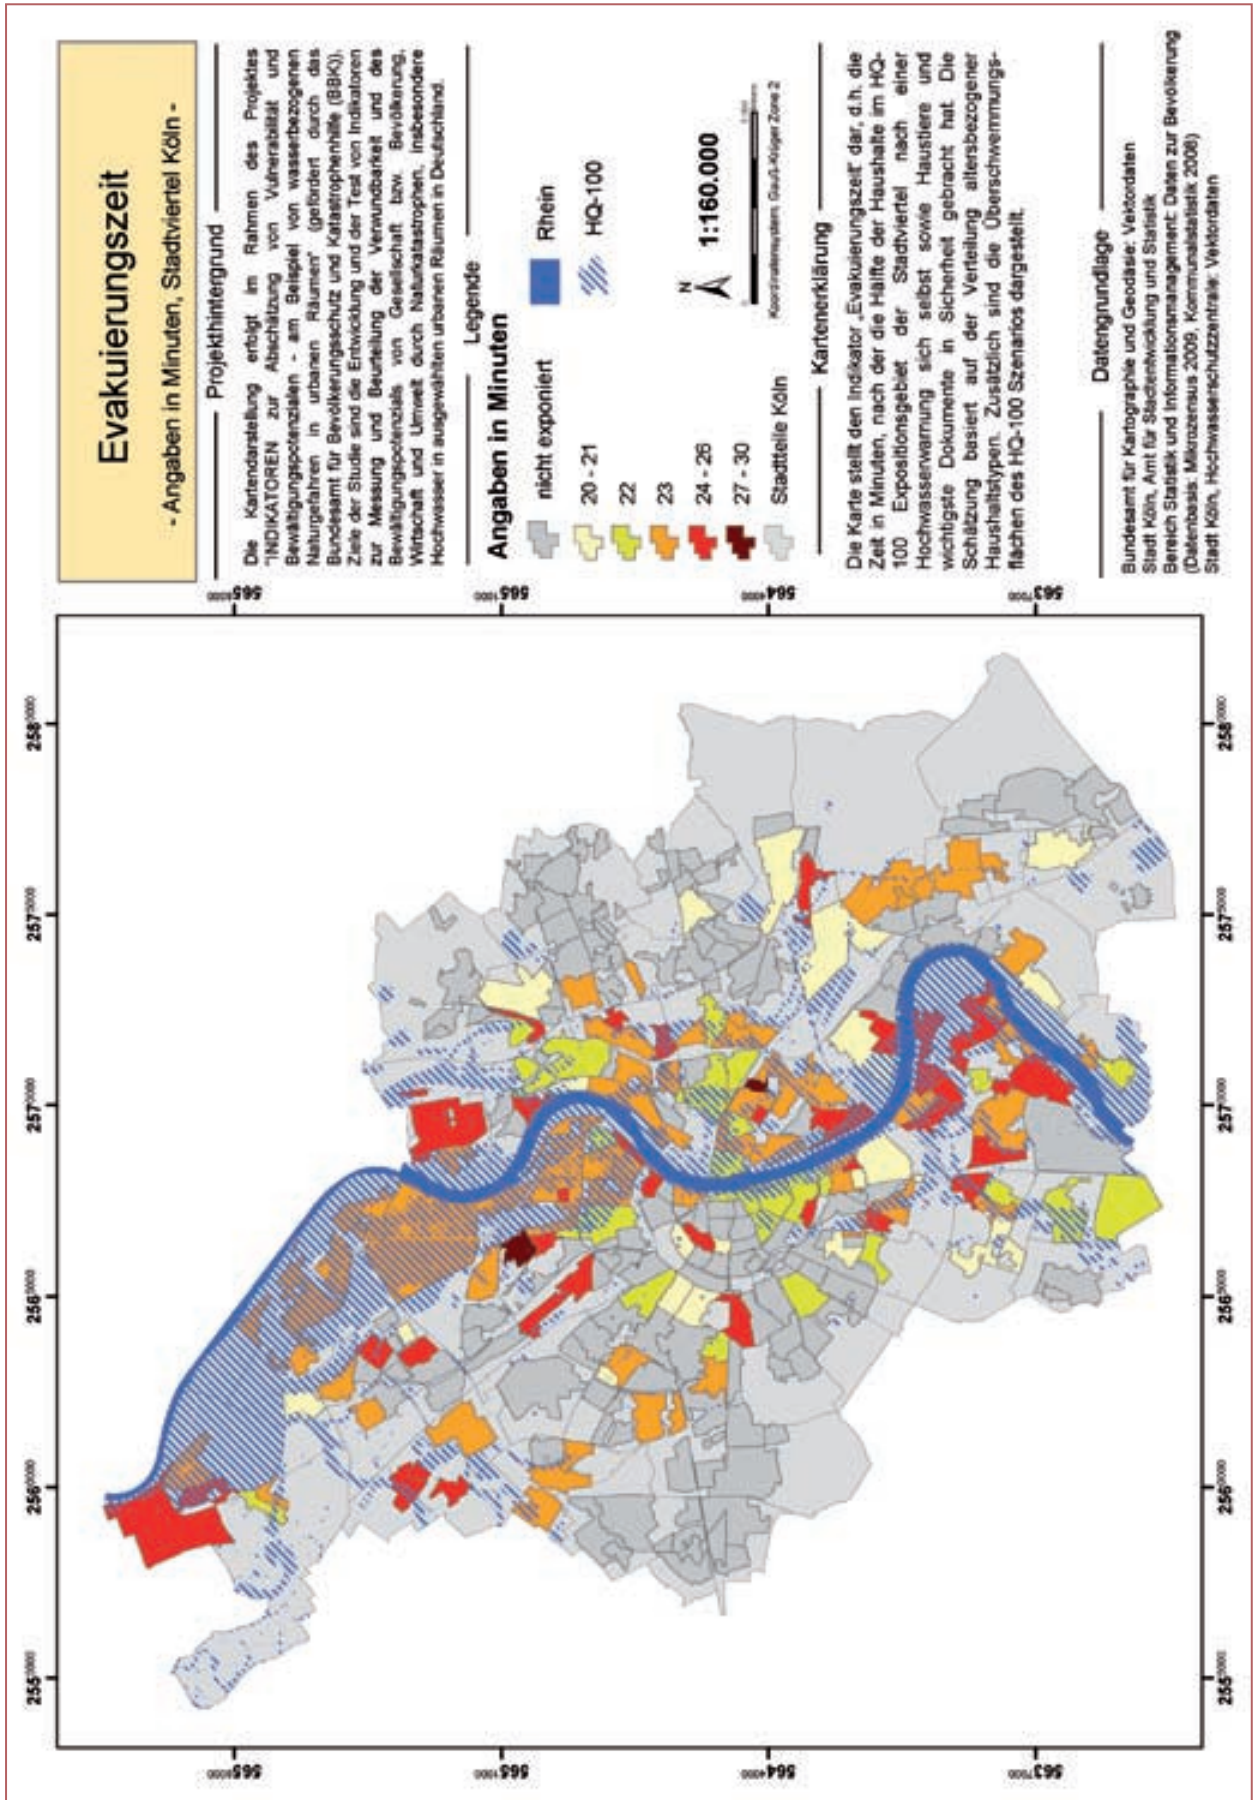 Evakuierungszeit
- Angaben in Minuten, Stadtviertel Köln -
Projekthintergrund
Die Kartendarstellung erfolgt im Rahmen des Projektes
"INDIKATOREN zur Abschätzung von Vulnerabilität und
Bewältigungspotenzialen - am Beispiel von wasserbezogenen
Naturgefahren in urbanen Räumen" (gefördert durch das
Bundesamt für Bevölkerungsschutz und Katastrophenhilfe (BBK)).
Ziele der Studie sind die Entwicklung und der Test von Indikatoren
zur Messung und Beurteilung der Verwundbarkeit und des
Bewältigungspotenzials von Gesellschaft bzw. Bevölkerung,
Wirtschaft und Umwelt durch Naturkatastrophen, insbesondere
Hochwasser in ausgewählten urbanen Räumen in Deutschland.
Legende
Angaben in Minuten
nicht exponiert
20 - 21
22
23
24 - 26
27 - 30
Stadtteile Köln
Rhein
HQ-100
N
1:160.000
Koordinatensystem: Gauß-Krüger Zone 2
Kartenerklärung
Die Karte stellt den Indikator „Evakuierungszeit" dar, d.h. die
Zeit in Minuten, nach der die Hälfte der Haushalte im HQ-
100 Expositionsgebiet der Stadtviertel nach einer
Hochwasserwarnung sich selbst sowie Haustiere und
wichtigste Dokumente in Sicherheit gebracht hat. Die
Schätzung basiert auf der Verteilung altersbezogener
Haushaltstypen. Zusätzlich sind die Überschwemmungs-
flächen des HQ-100 Szenarios dargestellt.
Datengrundlage
Bundesamt für Kartographie und Geodäsie: Vektordaten
Stadt Köln, Amt für Stadtentwicklung und Statistik
Bereich Statistik und Informationsmanagement: Daten zur Bevölkerung
(Datenbasis: Mikrozensus 2009, Kommunalstatistik 2008)
Stadt Köln, Hochwasserschutzzentrale: Vektordaten